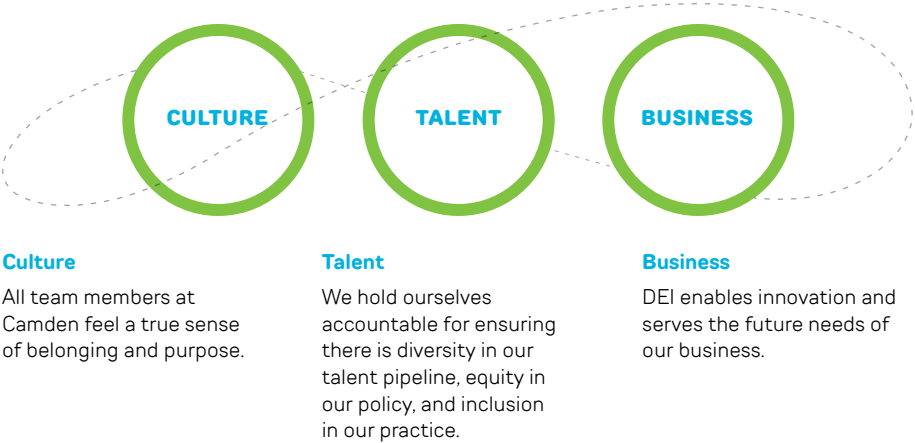 CULTURE
TALENT
BUSINESS
Culture
All team members at
Camden feel a true sense
of belonging and purpose.
Talent
We hold ourselves
accountable for ensuring
there is diversity in our
talent pipeline, equity in
our policy, and inclusion
in our practice.
Business
DEI enables innovation and
serves the future needs of
our business.